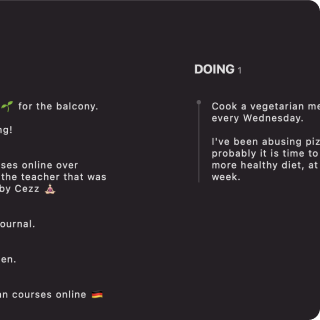 🌱 for the balcony.
ng!
ses online over
the teacher that was
by Cezz
ournal.
en.
n courses online 🇩🇪
DOING 1
Cook a vegetarian me
every Wednesday.
I've been abusing piz
probably it is time to
more healthy diet, at
week.